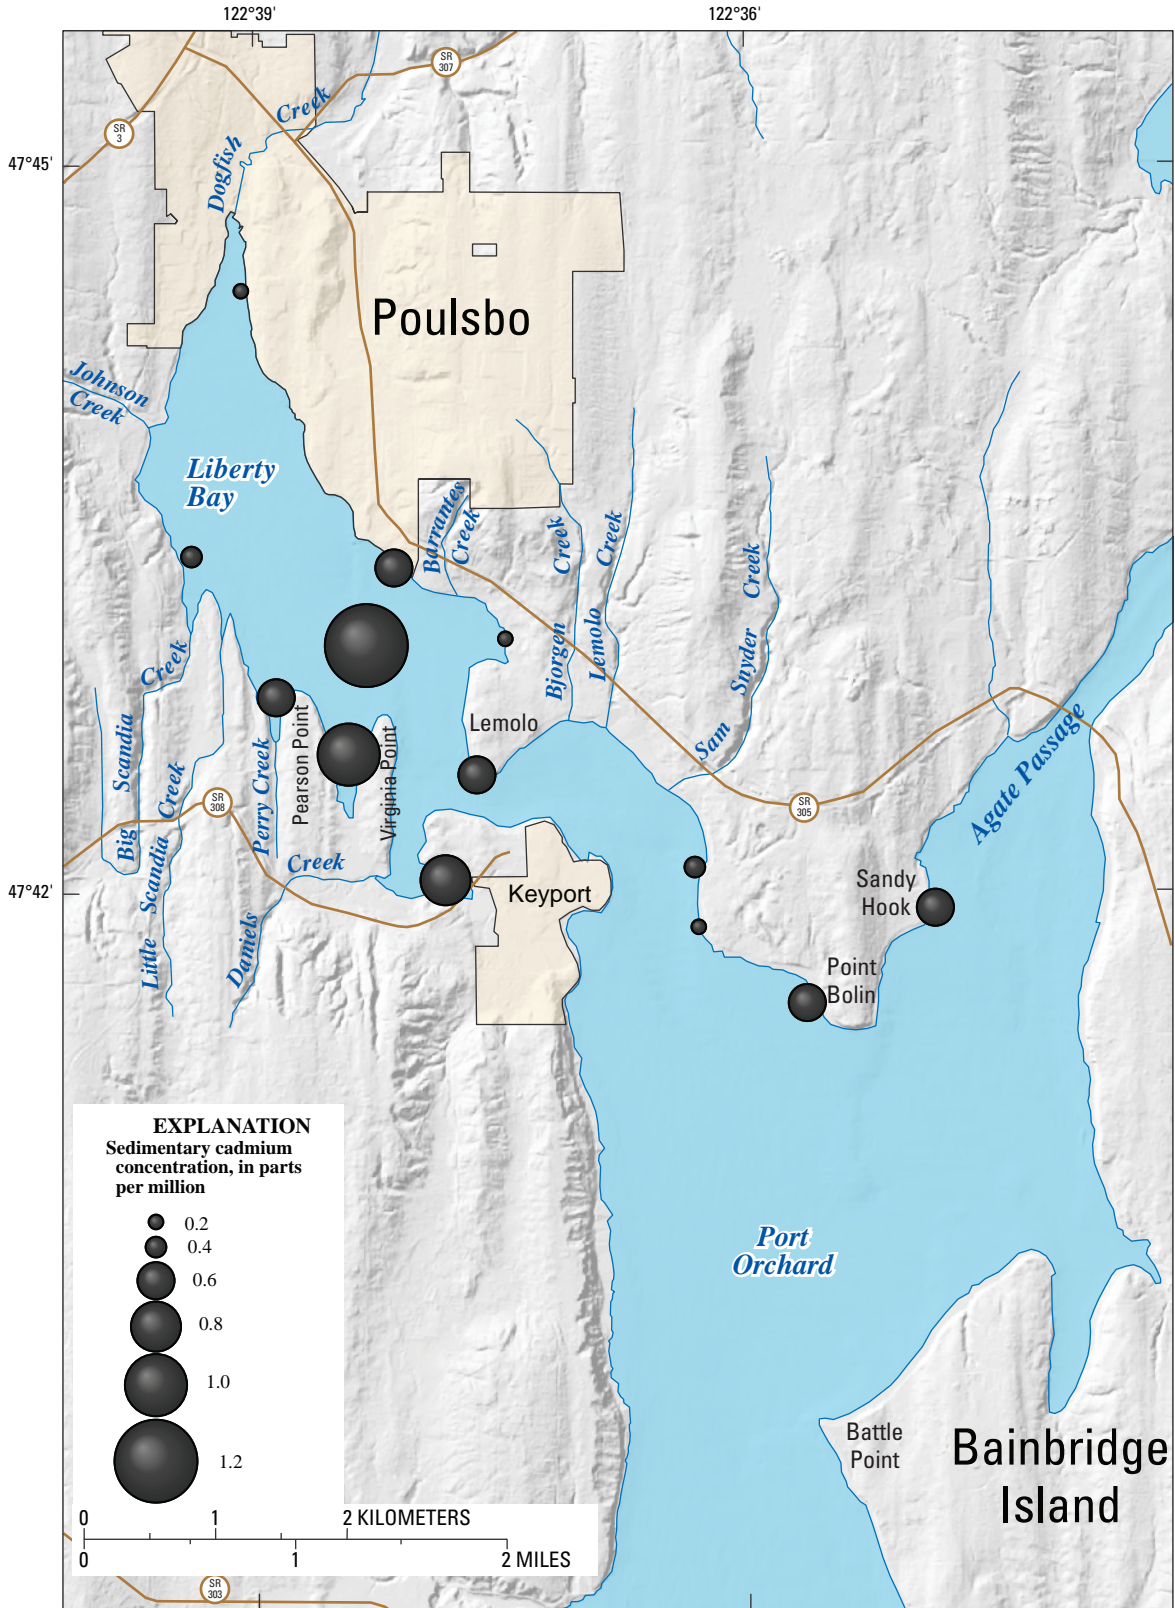 122°39'
122°36'
SR
307
Creek
SR
3
47°45'
Dogfish
Poulsbo
Johnson
Creek
Liberty
Bay
Barrantes
Creek
Bjorgen Creek
Lemolo Creek
Sam Snyder Creek
Big Scandia Creek
Little Scandia Creek
Perry Creek
Pearson Point
Virginia Point
Lemolo
Agate Passage
SR
308
SR
305
Daniels
Creek
47°42'
Keyport
Sandy
Hook
Point
Bolin
EXPLANATION
Sedimentary cadmium
concentration, in parts
per million
0.2
0.4
0.6
0.8
1.0
1.2
Port
Orchard
Battle
Point
Bainbridge
Island
0 1 2 KILOMETERS
0 1 2 MILES
SR
303